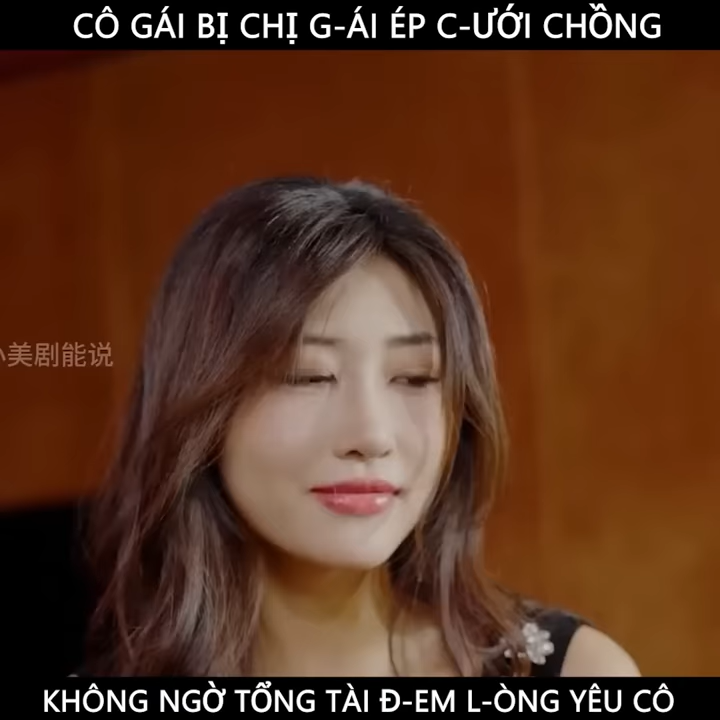 CÔ GÁI BỊ CHỊ G-ÁI ÉP C-ƯỚI CHỒNG
小美剧能说
KHÔNG NGỜ TỔNG TÀI Đ-EM L-ÒNG YÊU CÔ